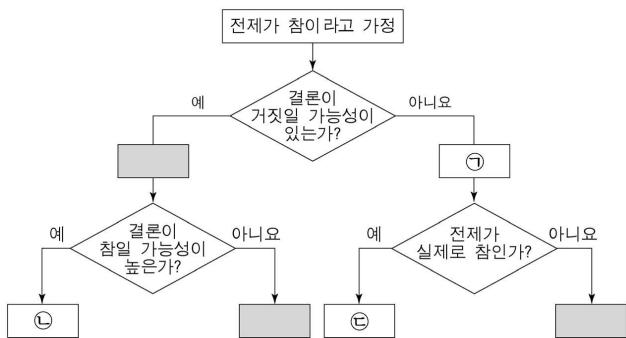 전제가 참이라고 가정
예
결론이
거짓일 가능성이
있는가?
아니요
㉠
예
결론이
참일 가능성이
높은가?
아니요
예
전제가
실제로 참인가?
아니요
㉡
㉢